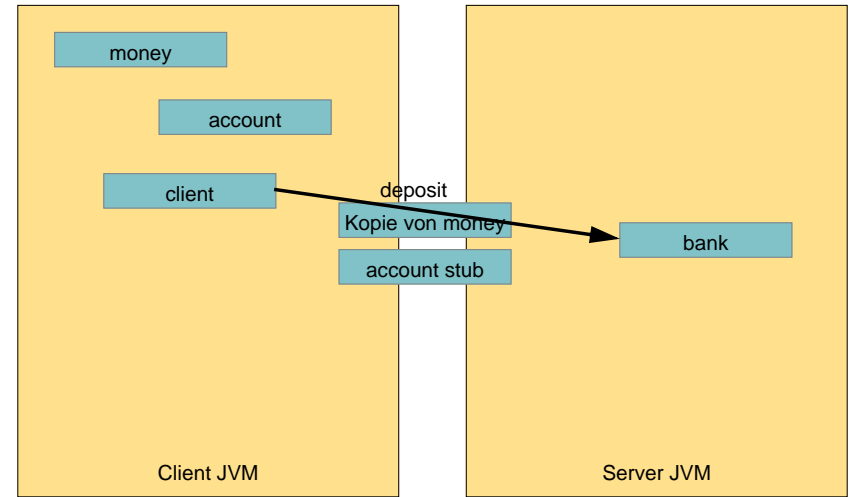 money
account
client
deposit
Kopie von money
account stub
bank
Client JVM
Server JVM